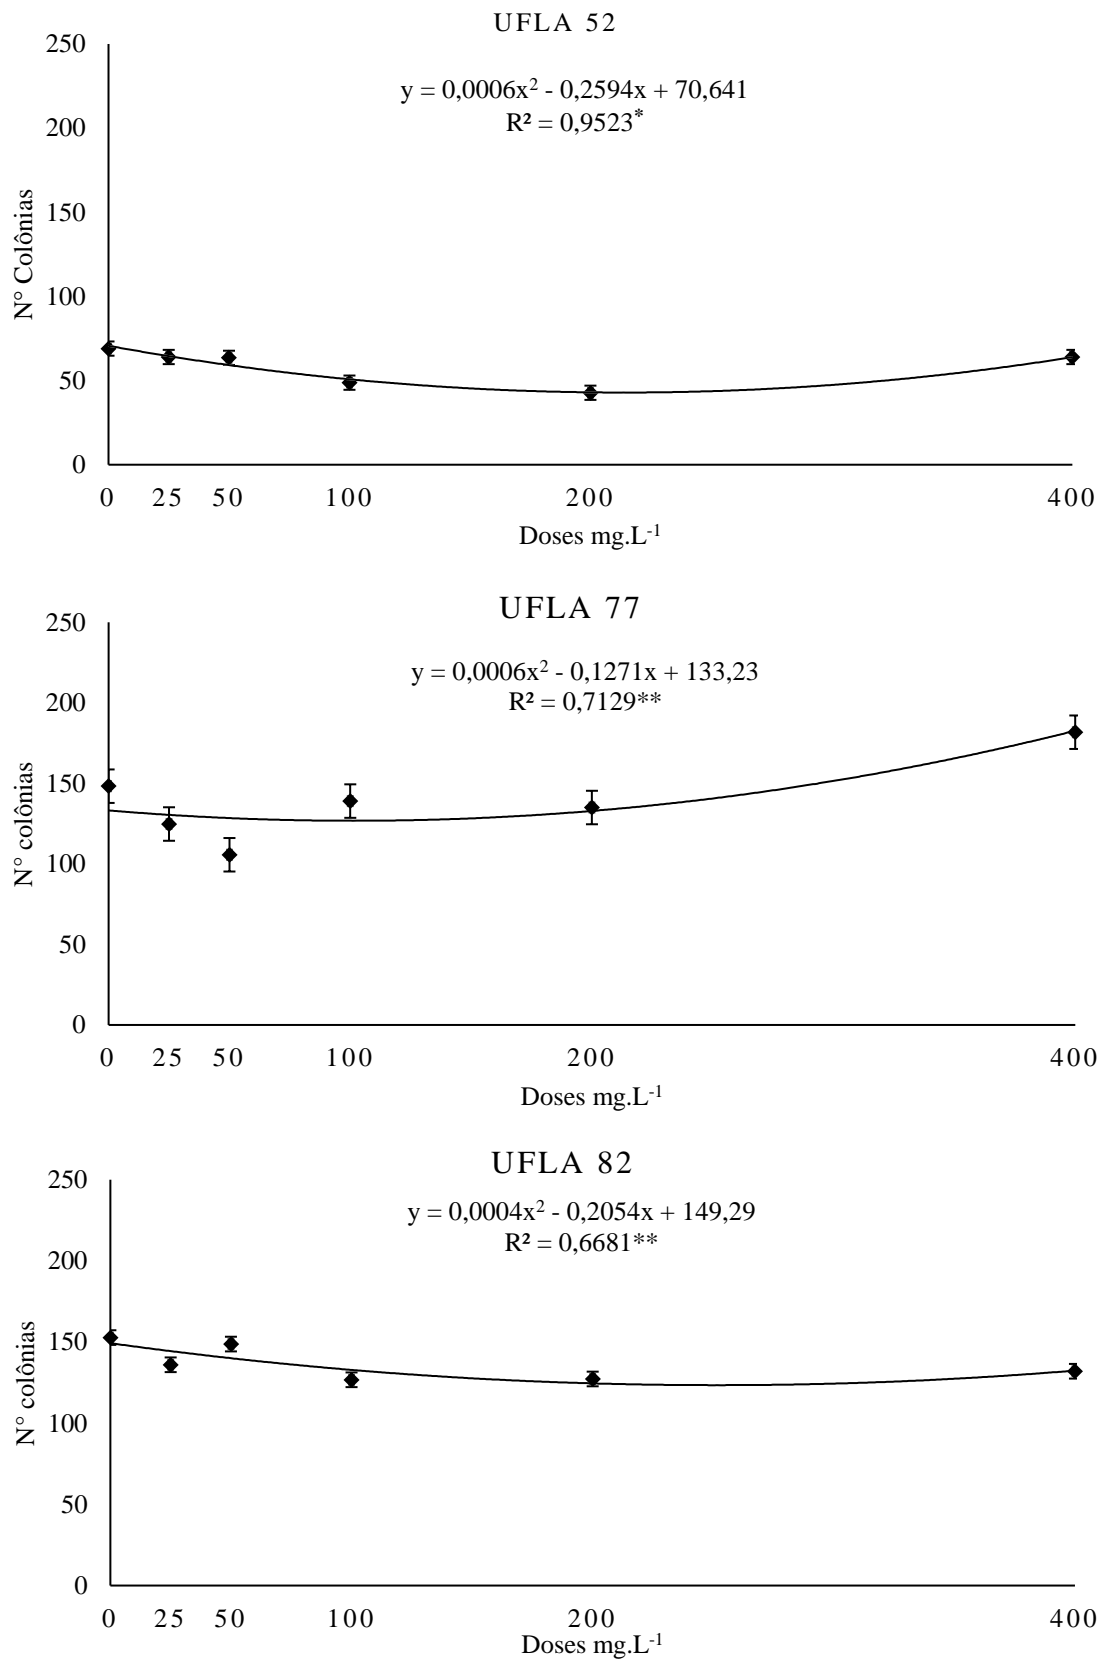 UFLA 52
250
y = 0,0006x² - 0,2594x + 70,641
R² = 0,9523*
200
150
100
50
0
N° Colônias
0 25 50 100 200 400
Doses mg.L⁻¹
UFLA 77
250
y = 0,0006x² - 0,1271x + 133,23
R² = 0,7129**
200
150
100
50
0
N° colônias
0 25 50 100 200 400
Doses mg.L⁻¹
UFLA 82
250
y = 0,0004x² - 0,2054x + 149,29
R² = 0,6681**
200
150
100
50
0
N° colônias
0 25 50 100 200 400
Doses mg.L⁻¹